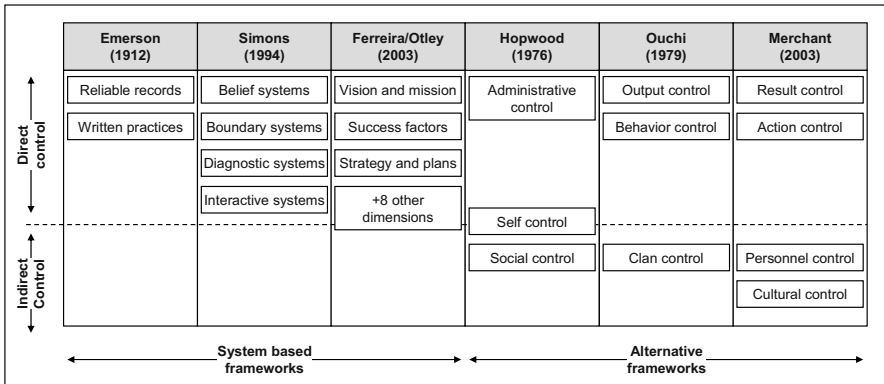 Emerson
(1912)
Simons
(1994)
Ferreira/Otley
(2003)
Hopwood
(1976)
Ouchi
(1979)
Merchant
(2003)
Direct
control
Reliable records
Belief systems
Vision and mission
Administrative
control
Output control
Result control
Written practices
Boundary systems
Success factors
Behavior control
Action control
Diagnostic systems
Strategy and plans
Interactive systems
+8 other
dimensions
Self control
Indirect
Control
Social control
Clan control
Personnel control
Cultural control
System based
frameworks
Alternative
frameworks